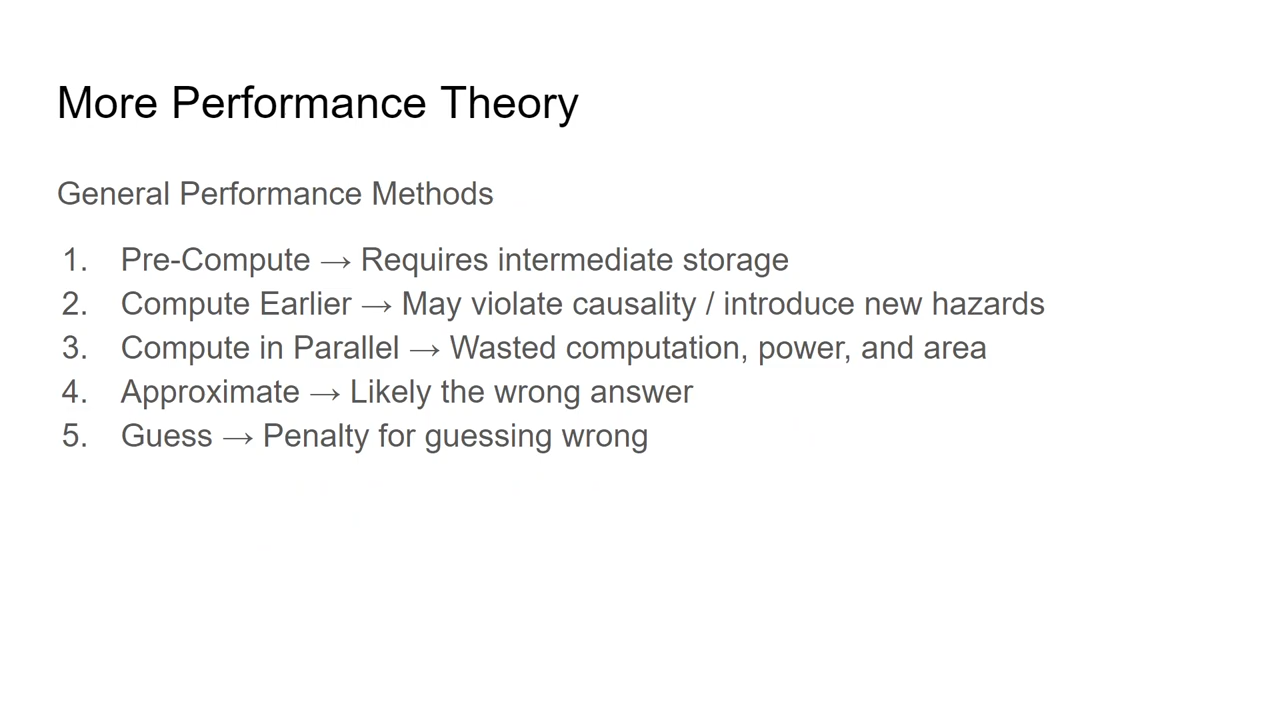 More Performance Theory
General Performance Methods
1. Pre-Compute → Requires intermediate storage
2. Compute Earlier → May violate causality / introduce new hazards
3. Compute in Parallel → Wasted computation, power, and area
4. Approximate → Likely the wrong answer
5. Guess → Penalty for guessing wrong